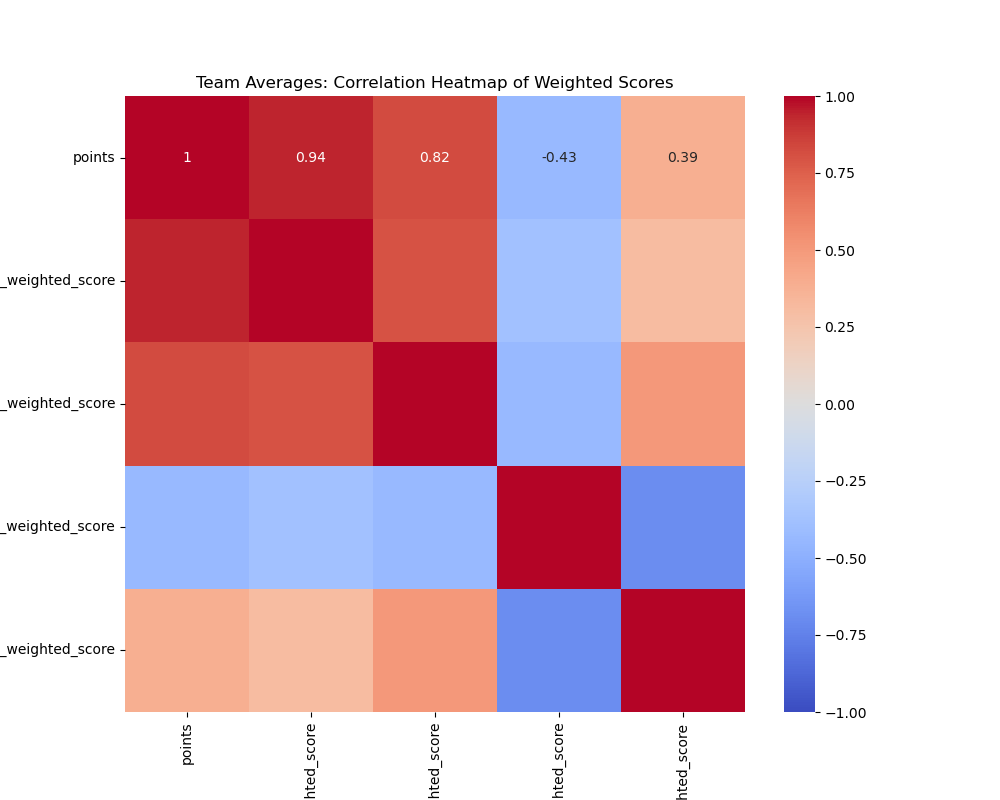 Team Averages: Correlation Heatmap of Weighted Scores
points
1 0.94 0.82 -0.43 0.39
_weighted_score
_weighted_score
_weighted_score
_weighted_score
points
hted_score
hted_score
hted_score
hted_score
1.00
0.75
0.50
0.25
0.00
−0.25
−0.50
−0.75
−1.00